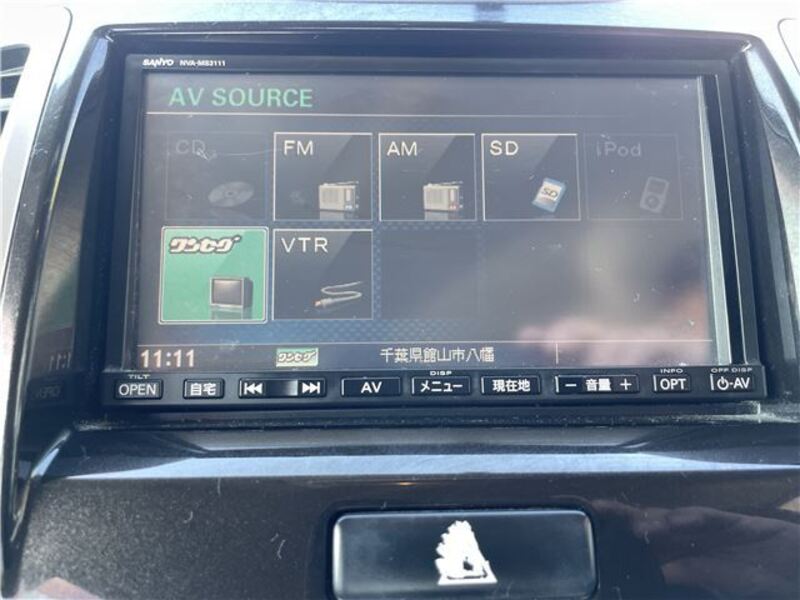 SANYO NVA-MS3111
AV SOURCE
CD FM AM SD iPod
SD
ワンセグ VTR
11:11 ワンセグ 千葉県館山市八幡
TILT DISP INFO OFF DISP
OPEN 自宅 AV メニュー 現在地 － 音量 ＋ OPT -AV